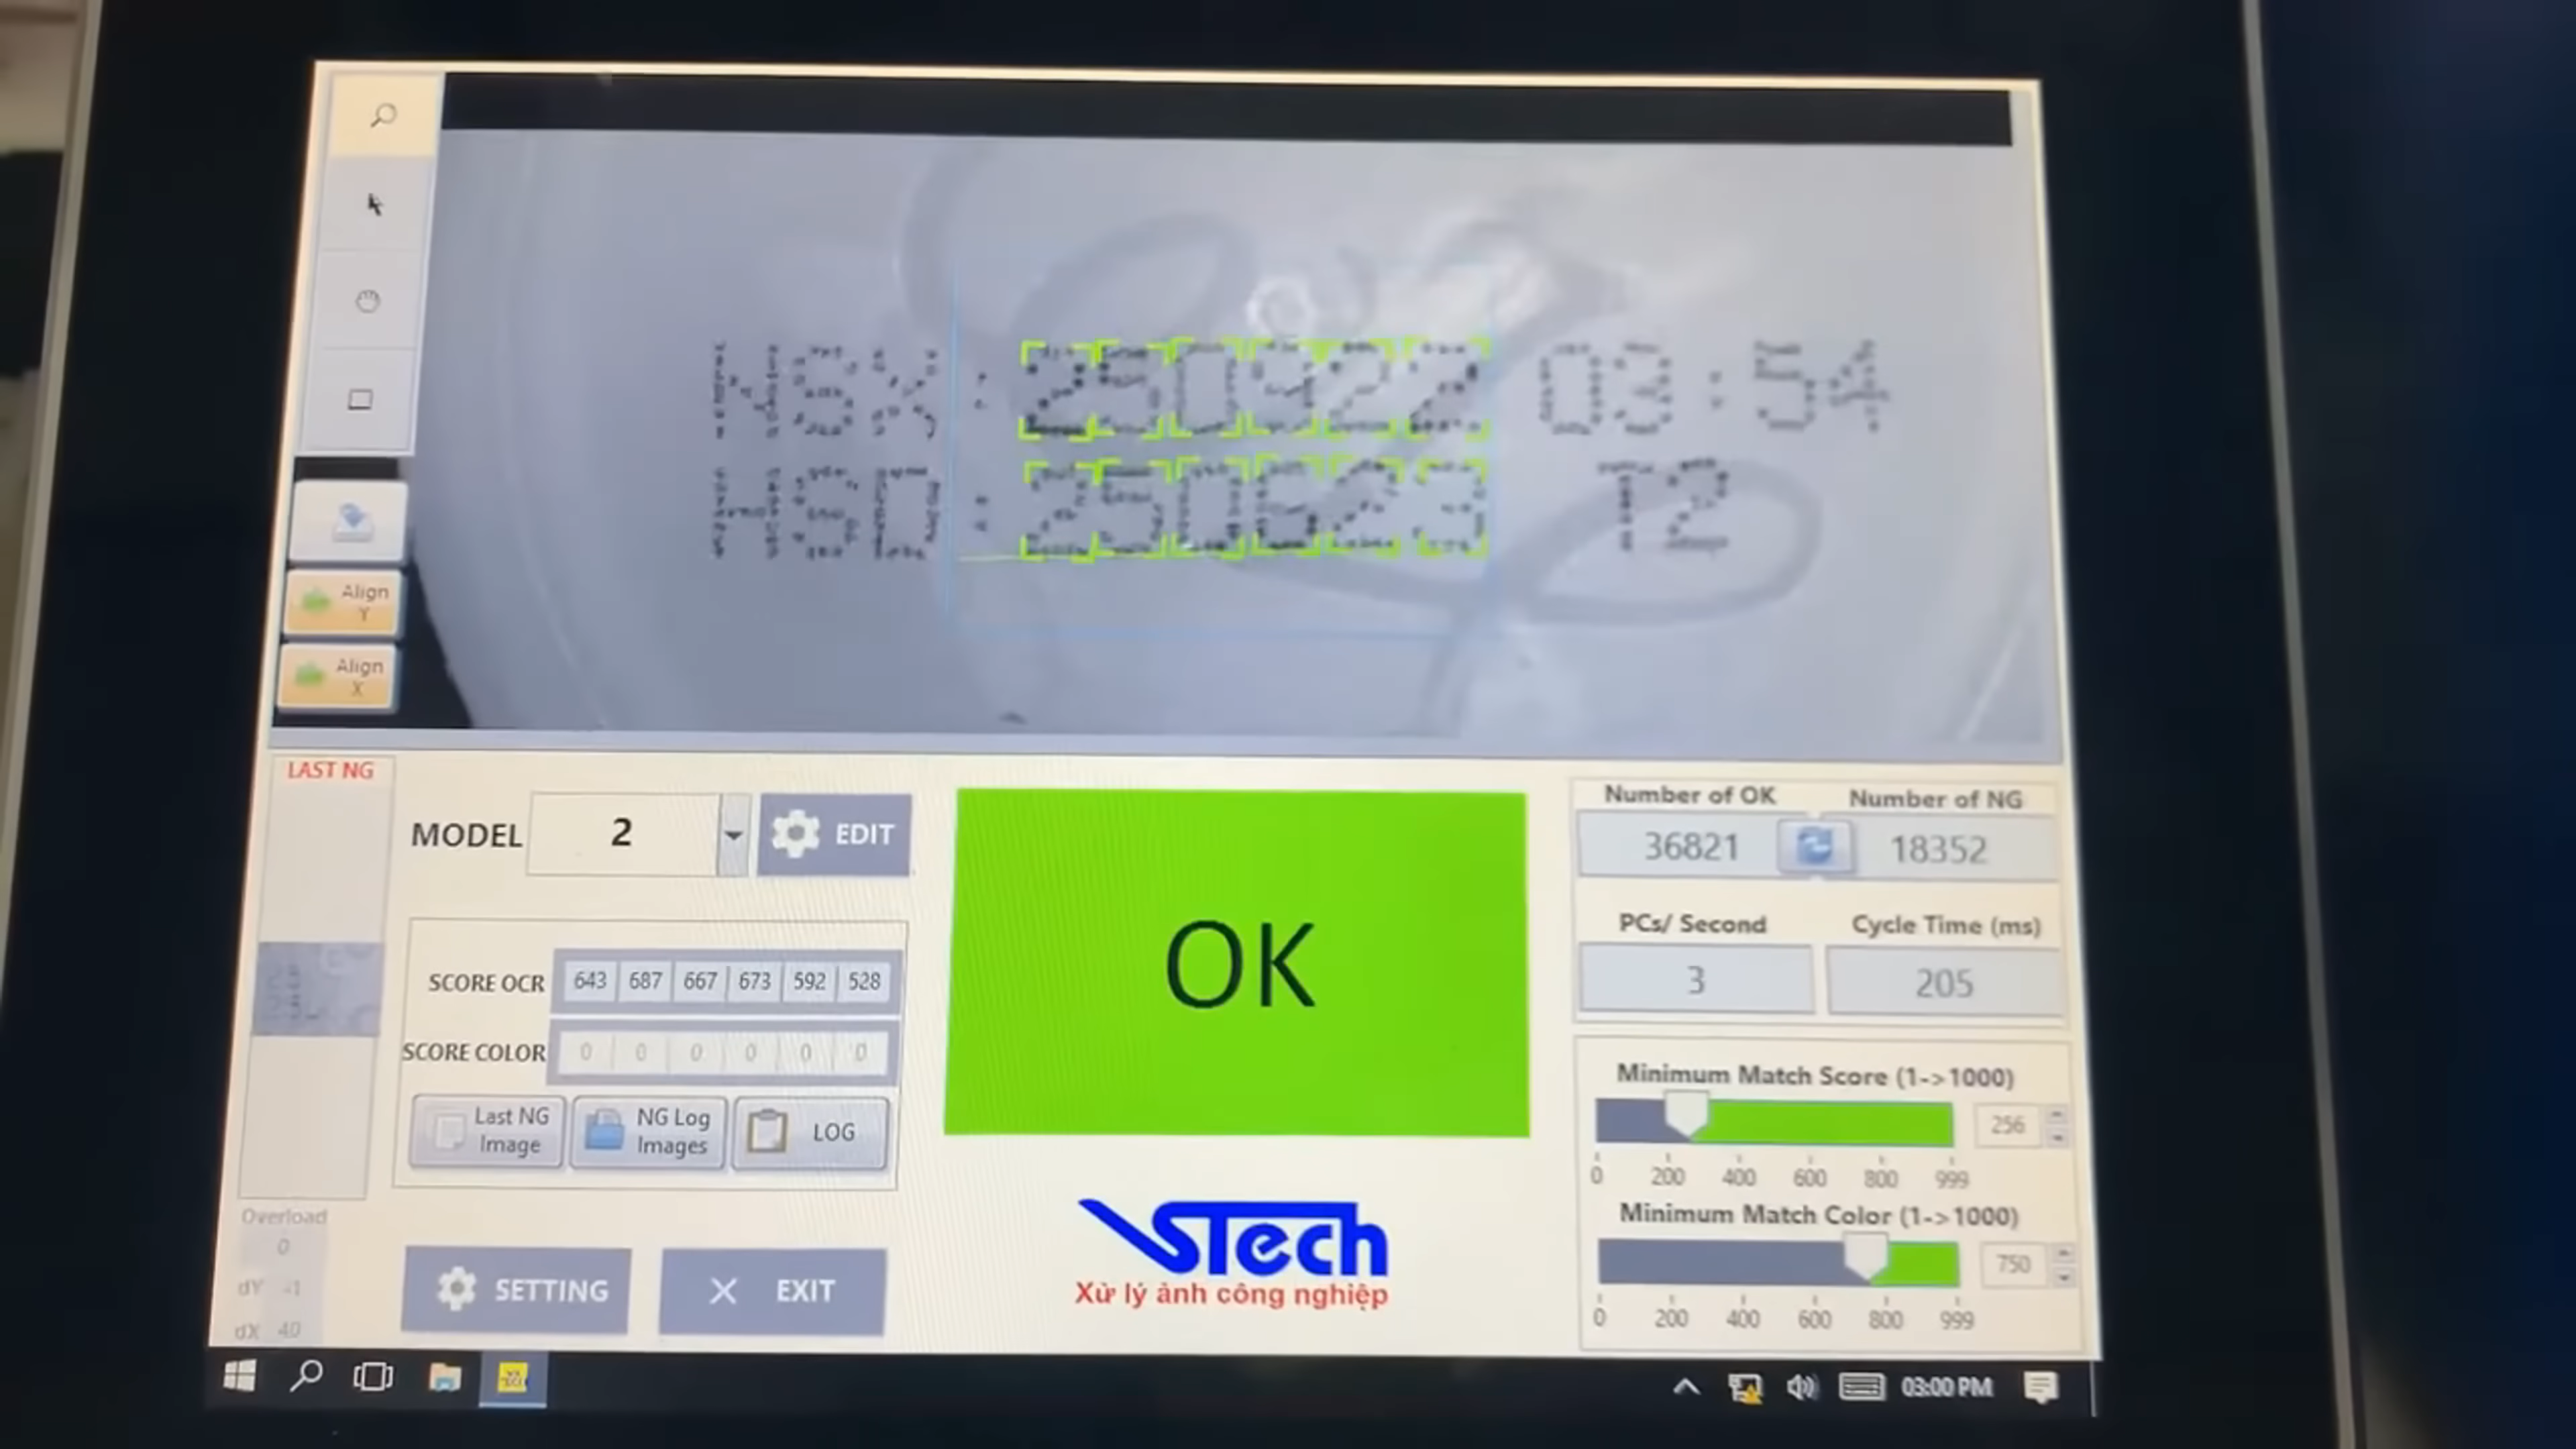 03:54
HSD:250623 T2
Align
Y
Align
X
LAST NG
MODEL 2 EDIT
OK
Number of OK Number of NG
36821 18352
PCs/ Second Cycle Time (ms)
3 205
SCORE OCR 643 687 667 673 592 528
SCORE COLOR 0 0 0 0 0 0
Last NG Image
NG Log Images
LOG
Minimum Match Score (1->1000)
256
0 200 400 600 800 999
Minimum Match Color (1->1000)
750
0 200 400 600 800 999
Overload
0
dY -1
dX 40
SETTING EXIT
VSTech
Xử lý ảnh công nghiệp
03:00 PM